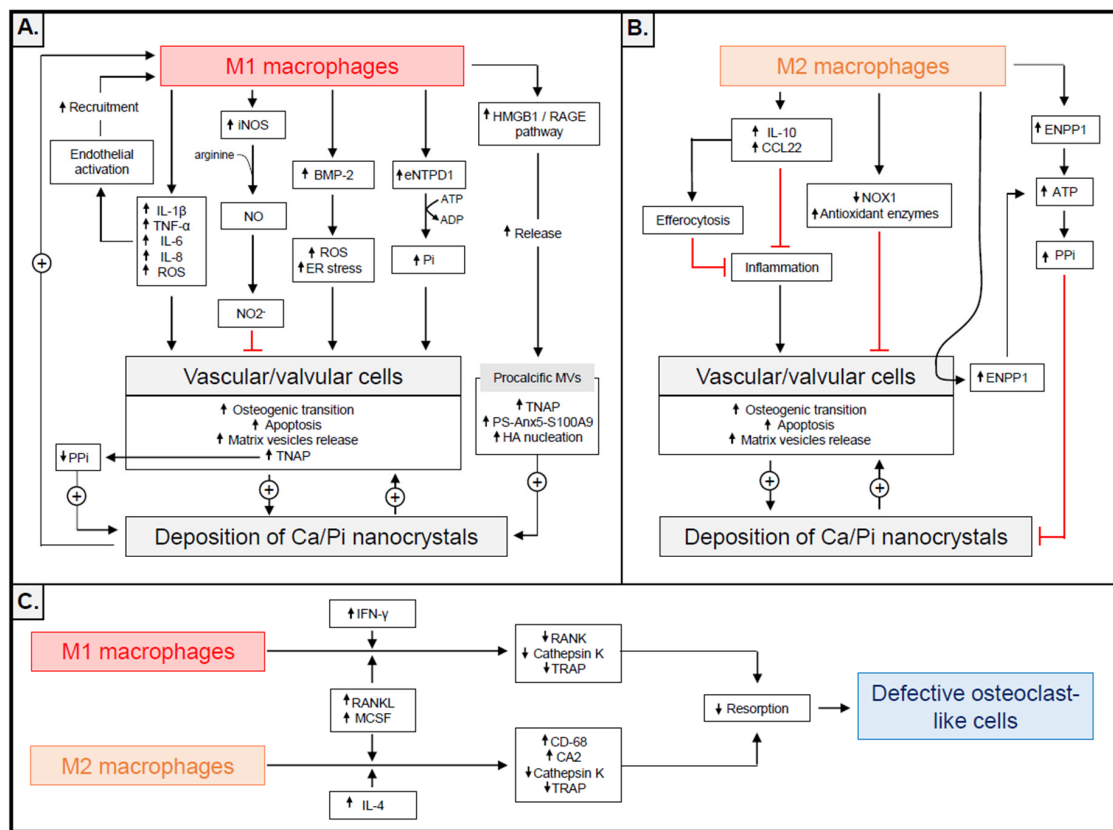 A.
M1 macrophages
Recruitment
Endothelial
activation
IL-1β
TNF-α
IL-6
IL-8
ROS
iNOS
arginine
NO
NO2-
BMP-2
ROS
ER stress
eNTPD1
ATP
ADP
Pi
HMGB1 / RAGE
pathway
Release
Procalcific MVs
TNAP
PS-Anx5-S100A9
HA nucleation
Vascular/valvular cells
Osteogenic transition
Apoptosis
Matrix vesicles release
TNAP
PPi
+
+
+
+
+
Deposition of Ca/Pi nanocrystals
B.
M2 macrophages
IL-10
CCL22
Efferocytosis
Inflammation
NOX1
Antioxidant enzymes
ENPP1
ATP
PPi
ENPP1
Vascular/valvular cells
Osteogenic transition
Apoptosis
Matrix vesicles release
+
+
Deposition of Ca/Pi nanocrystals
C.
M1 macrophages
IFN-γ
RANKL
MCSF
M2 macrophages
IL-4
RANK
Cathepsin K
TRAP
CD-68
CA2
Cathepsin K
TRAP
Resorption
Defective osteoclast-
like cells